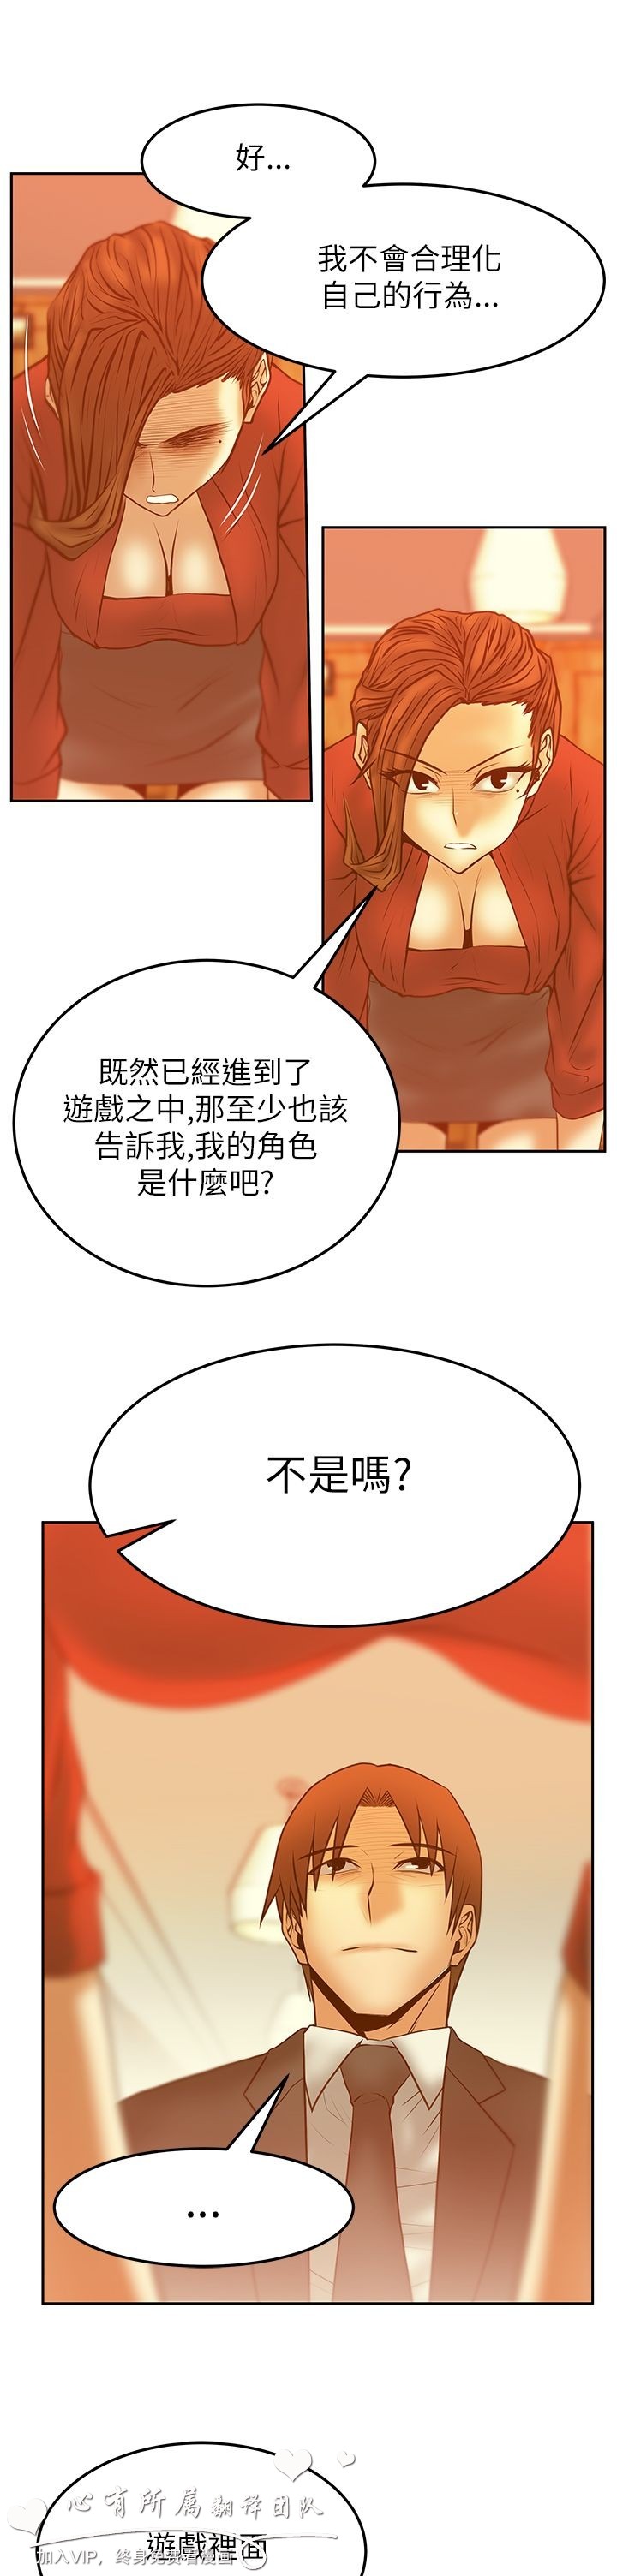 好...
我不會合理化
自己的行為...
既然已經進到了
遊戲之中,那至少也該
告訴我,我的角色
是什麼吧?
不是嗎?
...
心有所属翻译团队
遊戲裡面
加入VIP，终身免费看漫画